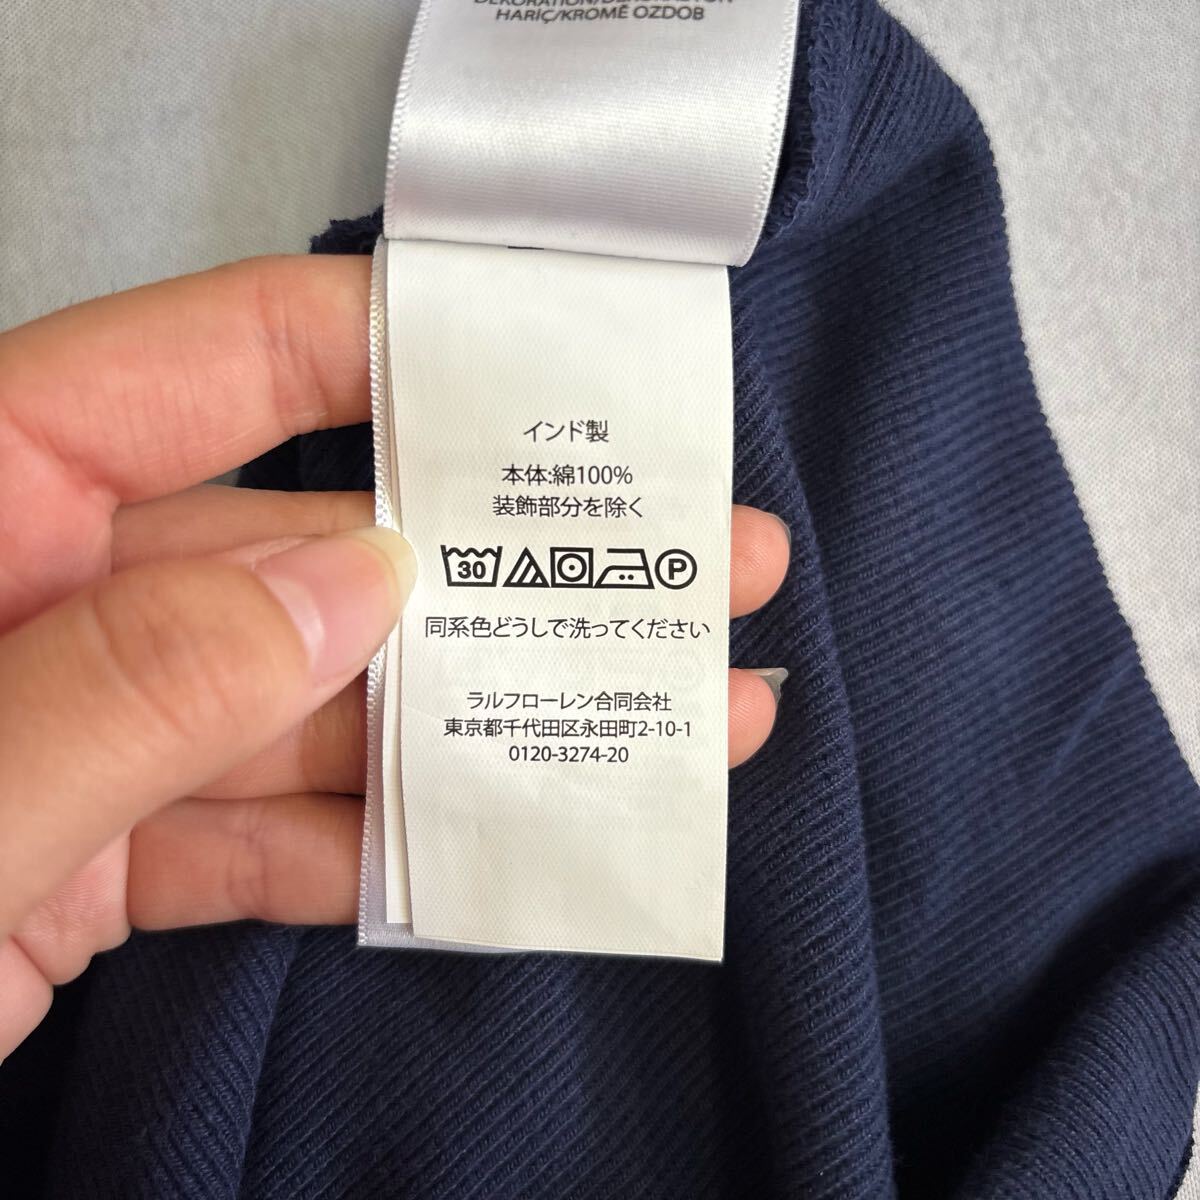 HARİÇ/KROMĚ OZDOB
インド製
本体:綿100%
装飾部分を除く
30 P
同系色どうしで洗ってください
ラルフローレン合同会社
東京都千代田区永田町2-10-1
0120-3274-20